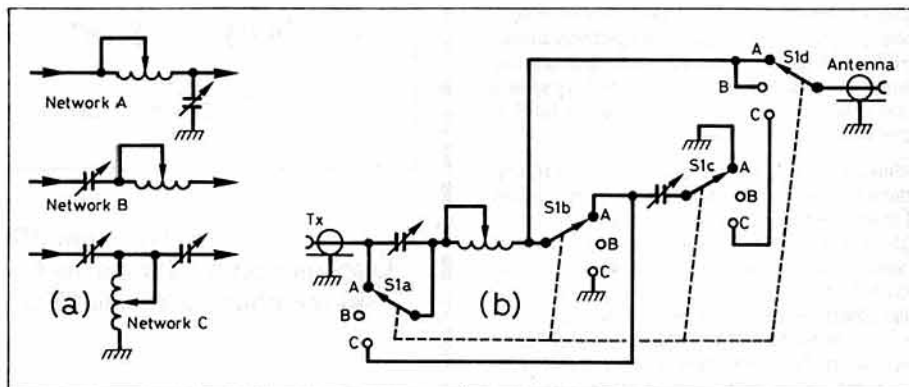 Network A
Network B
(a)
Network C
Tx
A
S1a
B
C
(b)
S1b
A
B
C
S1c
A
B
C
A
S1d
B
C
Antenna